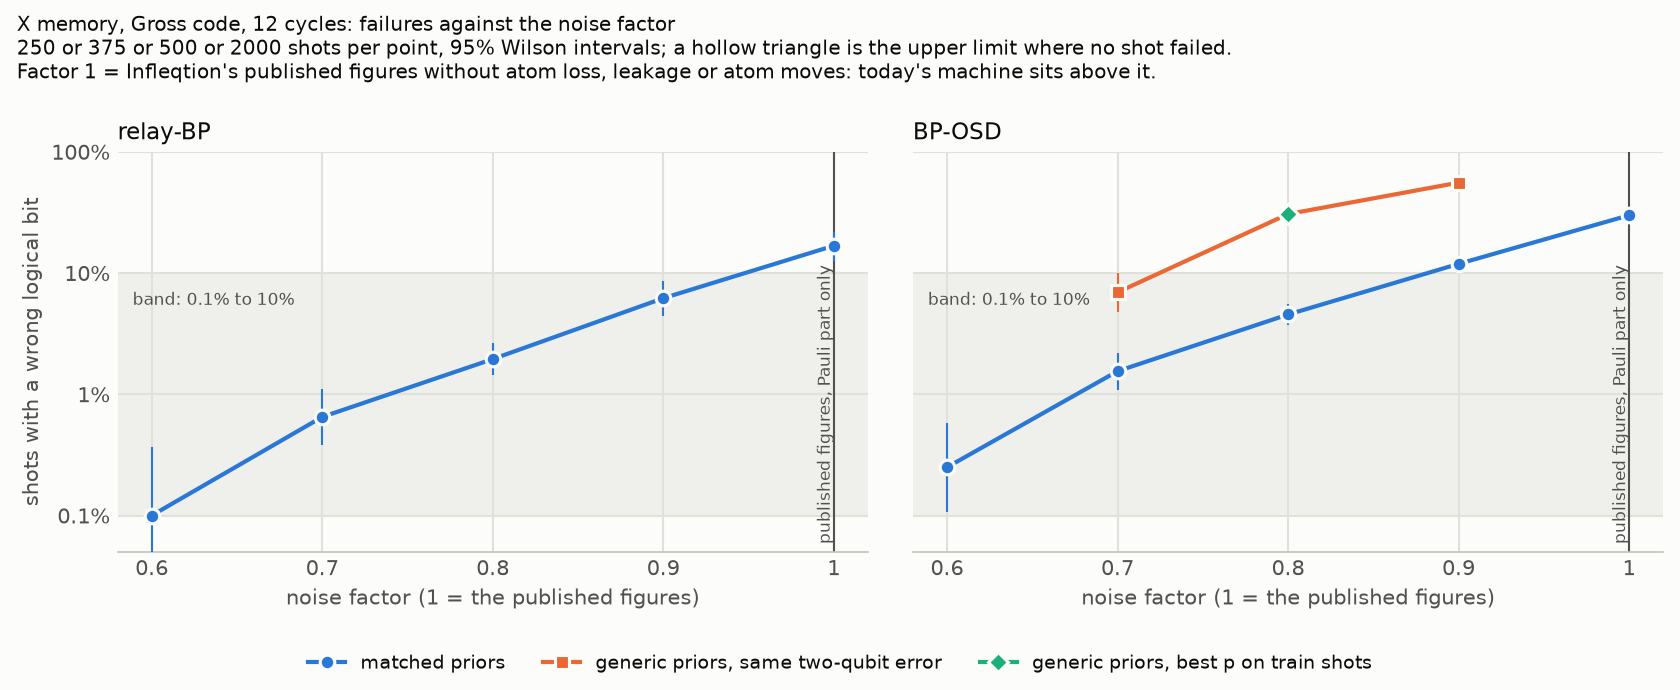 X memory, Gross code, 12 cycles: failures against the noise factor
250 or 375 or 500 or 2000 shots per point, 95% Wilson intervals; a hollow triangle is the upper limit where no shot failed.
Factor 1 = Infleqtion's published figures without atom loss, leakage or atom moves: today's machine sits above it.
relay-BP
BP-OSD
shots with a wrong logical bit
100%
10%
1%
0.1%
band: 0.1% to 10%
published figures, Pauli part only
band: 0.1% to 10%
published figures, Pauli part only
0.6 0.7 0.8 0.9 1
0.6 0.7 0.8 0.9 1
noise factor (1 = the published figures)
noise factor (1 = the published figures)
matched priors
generic priors, same two-qubit error
generic priors, best p on train shots